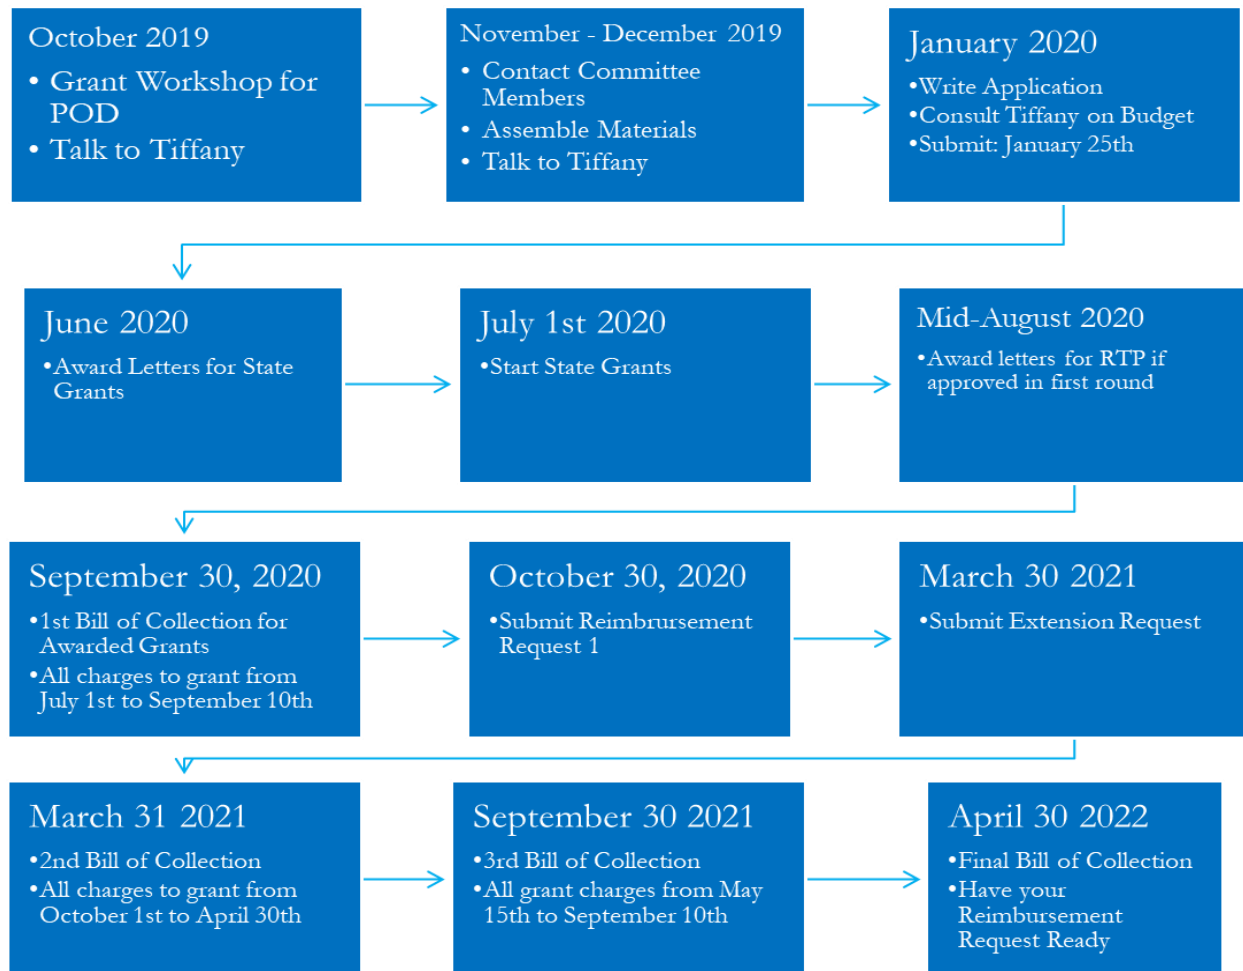 October 2019
• Grant Workshop for
POD
• Talk to Tiffany
November - December 2019
• Contact Committee
Members
• Assemble Materials
• Talk to Tiffany
January 2020
•Write Application
•Consult Tiffany on Budget
•Submit: January 25th
June 2020
•Award Letters for State
Grants
July 1st 2020
•Start State Grants
Mid-August 2020
•Award letters for RTP if
approved in first round
September 30, 2020
•1st Bill of Collection for
Awarded Grants
•All charges to grant from
July 1st to September 10th
October 30, 2020
•Submit Reimbrursement
Request 1
March 30 2021
•Submit Extension Request
March 31 2021
•2nd Bill of Collection
•All charges to grant from
October 1st to April 30th
September 30 2021
•3rd Bill of Collection
•All grant charges from May
15th to September 10th
April 30 2022
•Final Bill of Collection
•Have your
Reimbursement
Request Ready